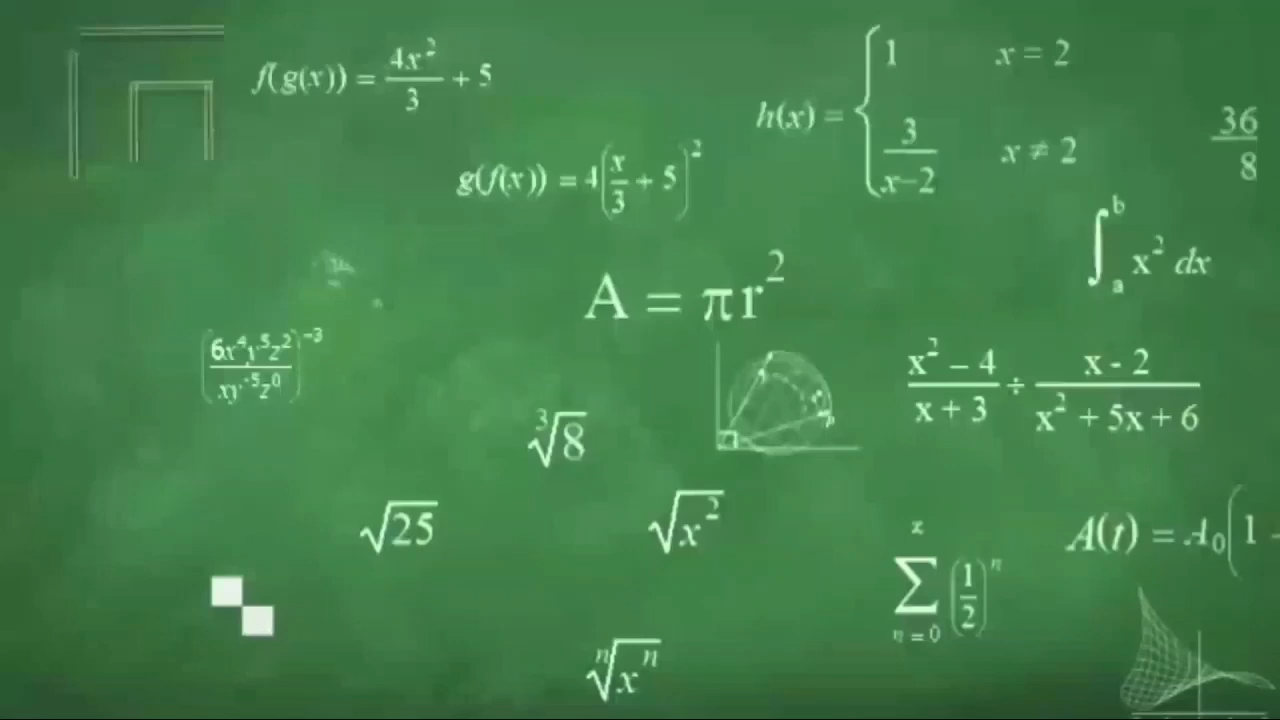 f(g(x)) = 4x²/3 + 5
h(x) = { 1 x = 2
3/(x–2) x ≠ 2
36/8
g(f(x)) = 4(x/3 + 5)²
∫ₐᵇ x² dx
A = πr²
(6x⁴y⁵z²/xy⁻⁵z⁰)⁻³
(x² – 4)/(x + 3) ÷ (x - 2)/(x² + 5x + 6)
∛8
√25
√x²
A(t) = A₀(1
∑ n = 0 (1/2)ⁿ
ⁿ√xⁿ